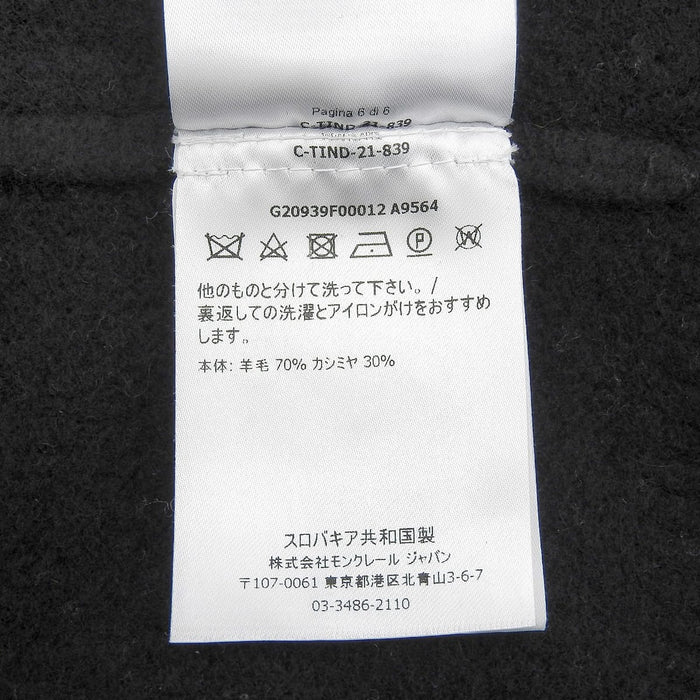 Pagina 6 di 6
C-TIND-21-839
C-TIND-21-839
G20939F00012 A9564
P
W
他のものと分けて洗って下さい。/
裏返しての洗濯とアイロンがけをおすすめ
します。
本体: 羊毛 70% カシミヤ 30%
スロバキア共和国製
株式会社モンクレール ジャパン
〒107-0061 東京都港区北青山3-6-7
03-3486-2110